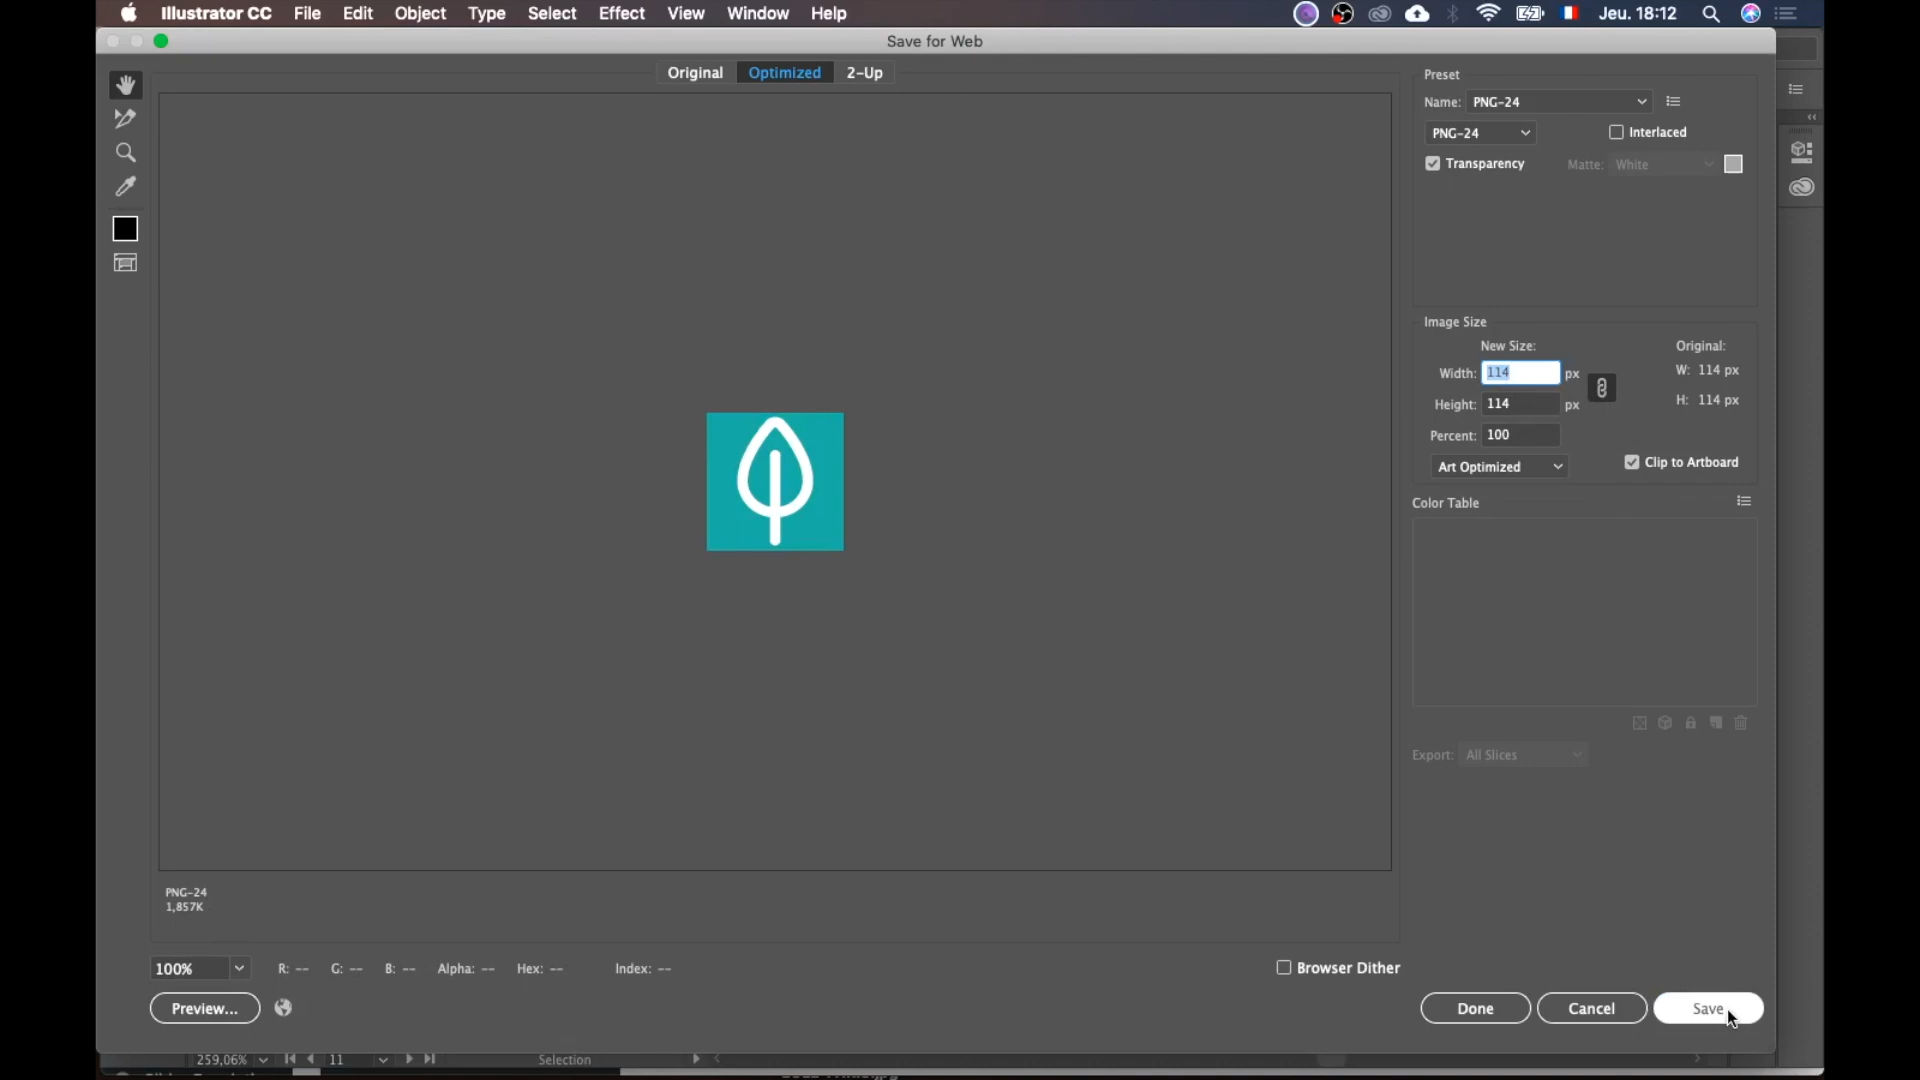 Illustrator CC File Edit Object Type Select Effect View Window Help Jeu. 18:12
Save for Web
Original Optimized 2-Up
Preset
Name: PNG-24
PNG-24 Interlaced
Transparency Matte: White
Image Size
New Size: Original:
Width: 114 px W: 114 px
Height: 114 px H: 114 px
Percent: 100
Art Optimized Clip to Artboard
Color Table
Export: All Slices
PNG-24
1,857K
100% R: -- G: -- B: -- Alpha: -- Hex: -- Index: -- Browser Dither
Preview... Done Cancel Save
259,06% 11 Selection